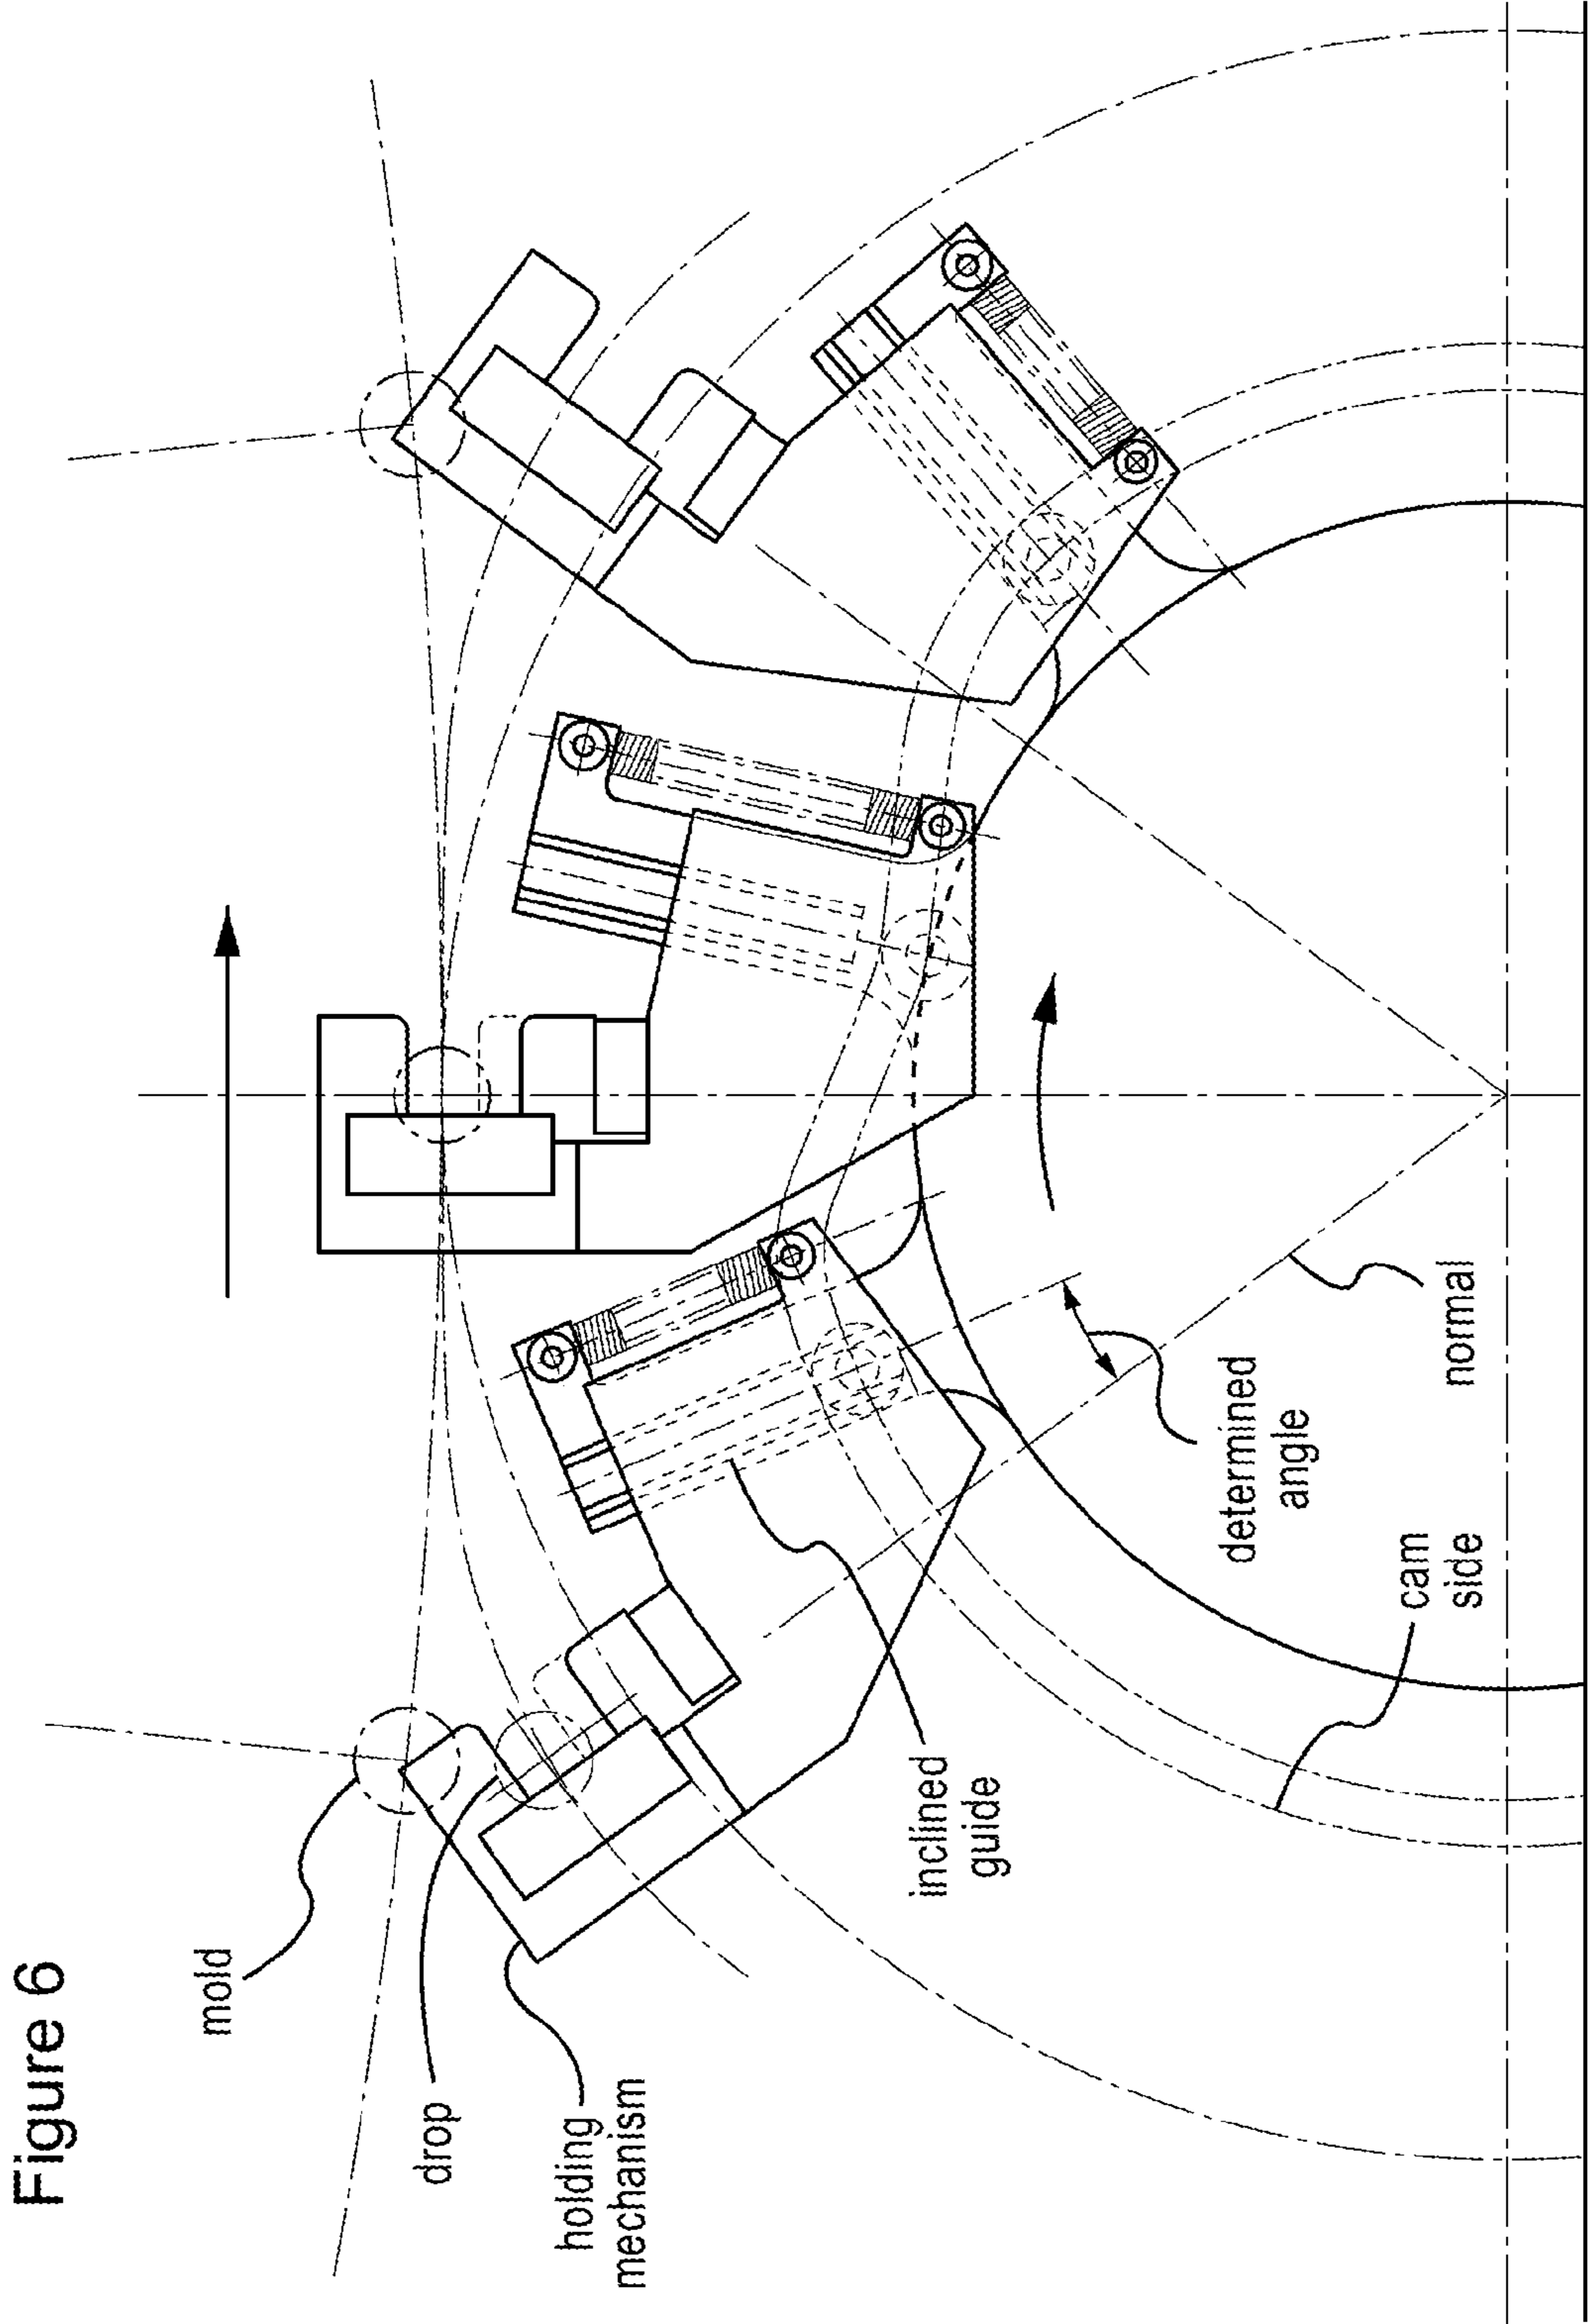 Figure 6
mold
drop
holding
mechanism
inclined
guide
cam
side
determined
angle
normal